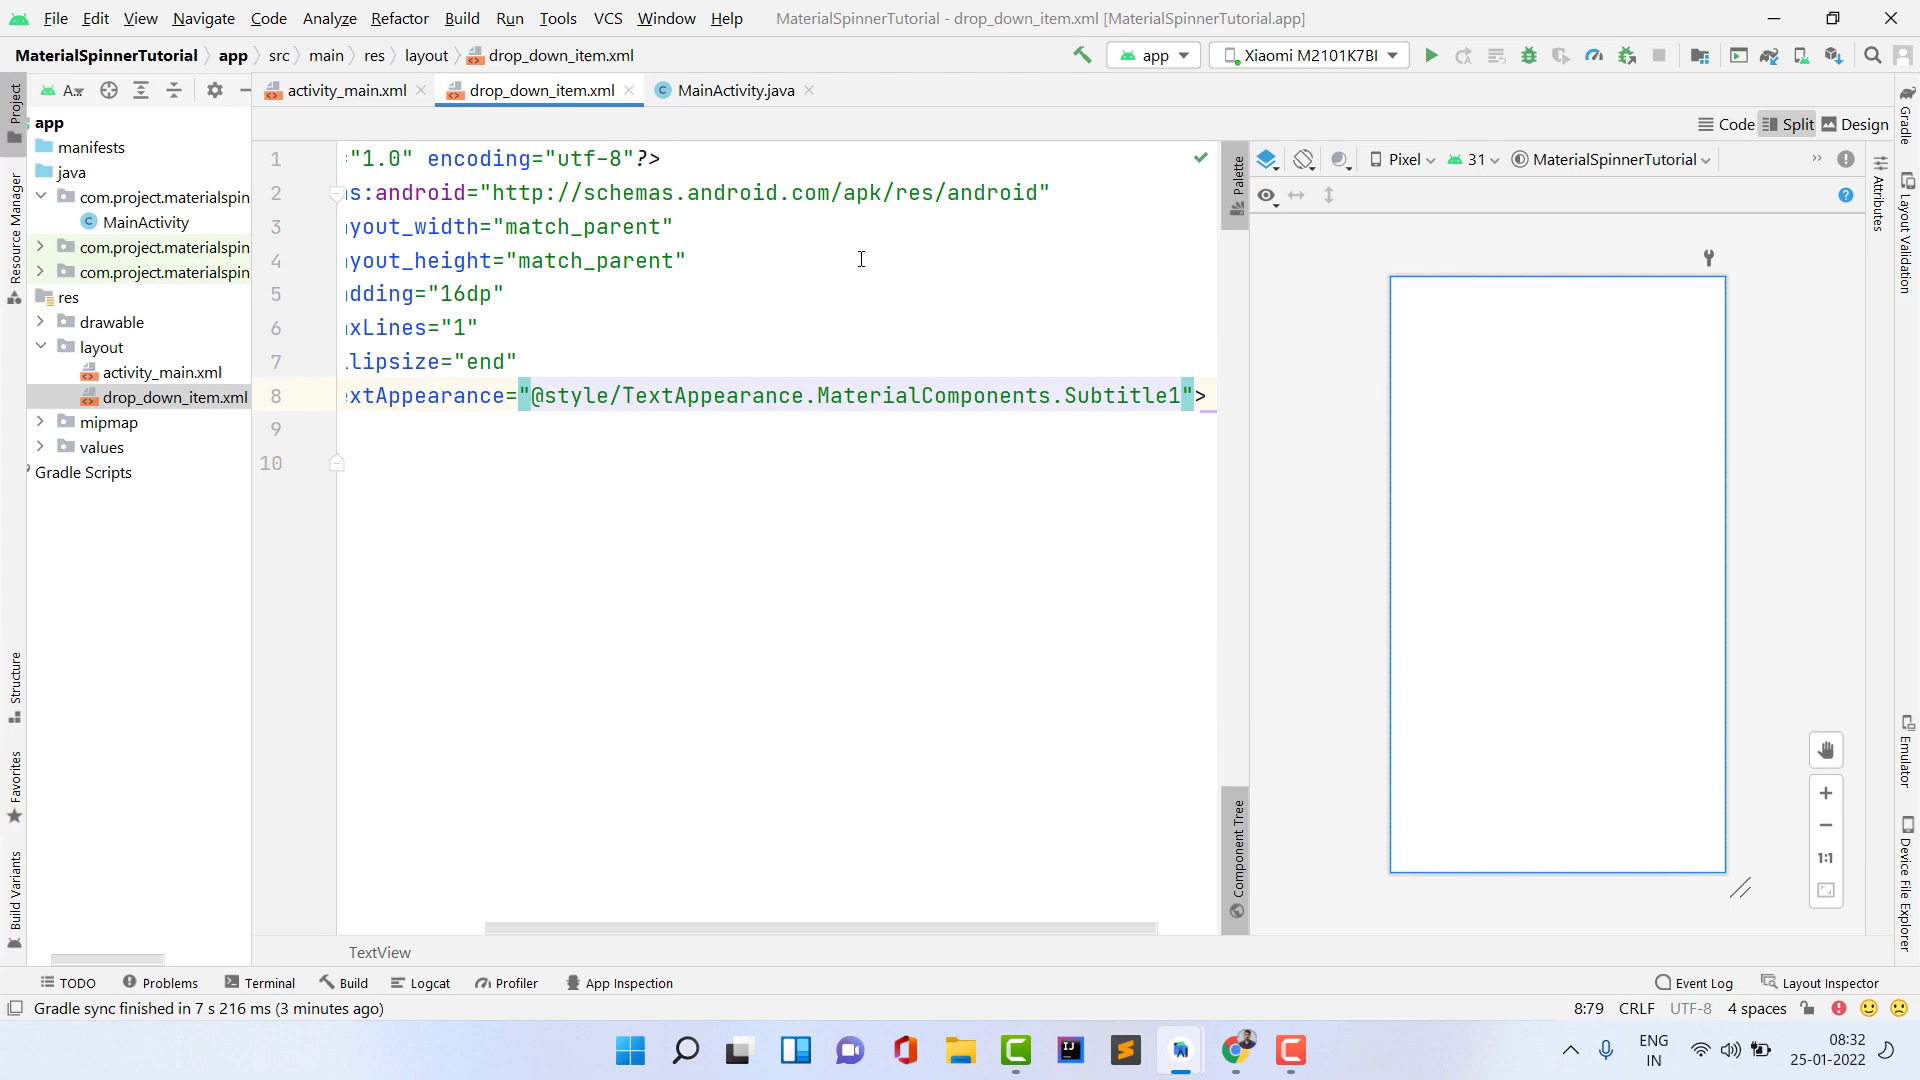 File Edit View Navigate Code Analyze Refactor Build Run Tools VCS Window Help MaterialSpinnerTutorial - drop_down_item.xml [MaterialSpinnerTutorial.app]
MaterialSpinnerTutorial app src main res layout drop_down_item.xml app Xiaomi M2101K7BI
A... activity_main.xml drop_down_item.xml MainActivity.java
Code Split Design
Project
Resource Manager
Structure
Favorites
Build Variants
app
manifests
java
com.project.materialspin
MainActivity
com.project.materialspin
com.project.materialspin
res
drawable
layout
activity_main.xml
drop_down_item.xml
mipmap
values
Gradle Scripts
1 ="1.0" encoding="utf-8"?>
2 s:android="http://schemas.android.com/apk/res/android"
3 yout_width="match_parent"
4 yout_height="match_parent"
5 dding="16dp"
6 xLines="1"
7 lipsize="end"
8 extAppearance="@style/TextAppearance.MaterialComponents.Subtitle1">
9
10
TextView
Palette
Component Tree
Pixel 31 MaterialSpinnerTutorial
1:1
Gradle
Attributes
Layout Validation
Emulator
Device File Explorer
TODO Problems Terminal Build Logcat Profiler App Inspection Event Log Layout Inspector
Gradle sync finished in 7 s 216 ms (3 minutes ago) 8:79 CRLF UTF-8 4 spaces
ENG
IN
08:32
25-01-2022